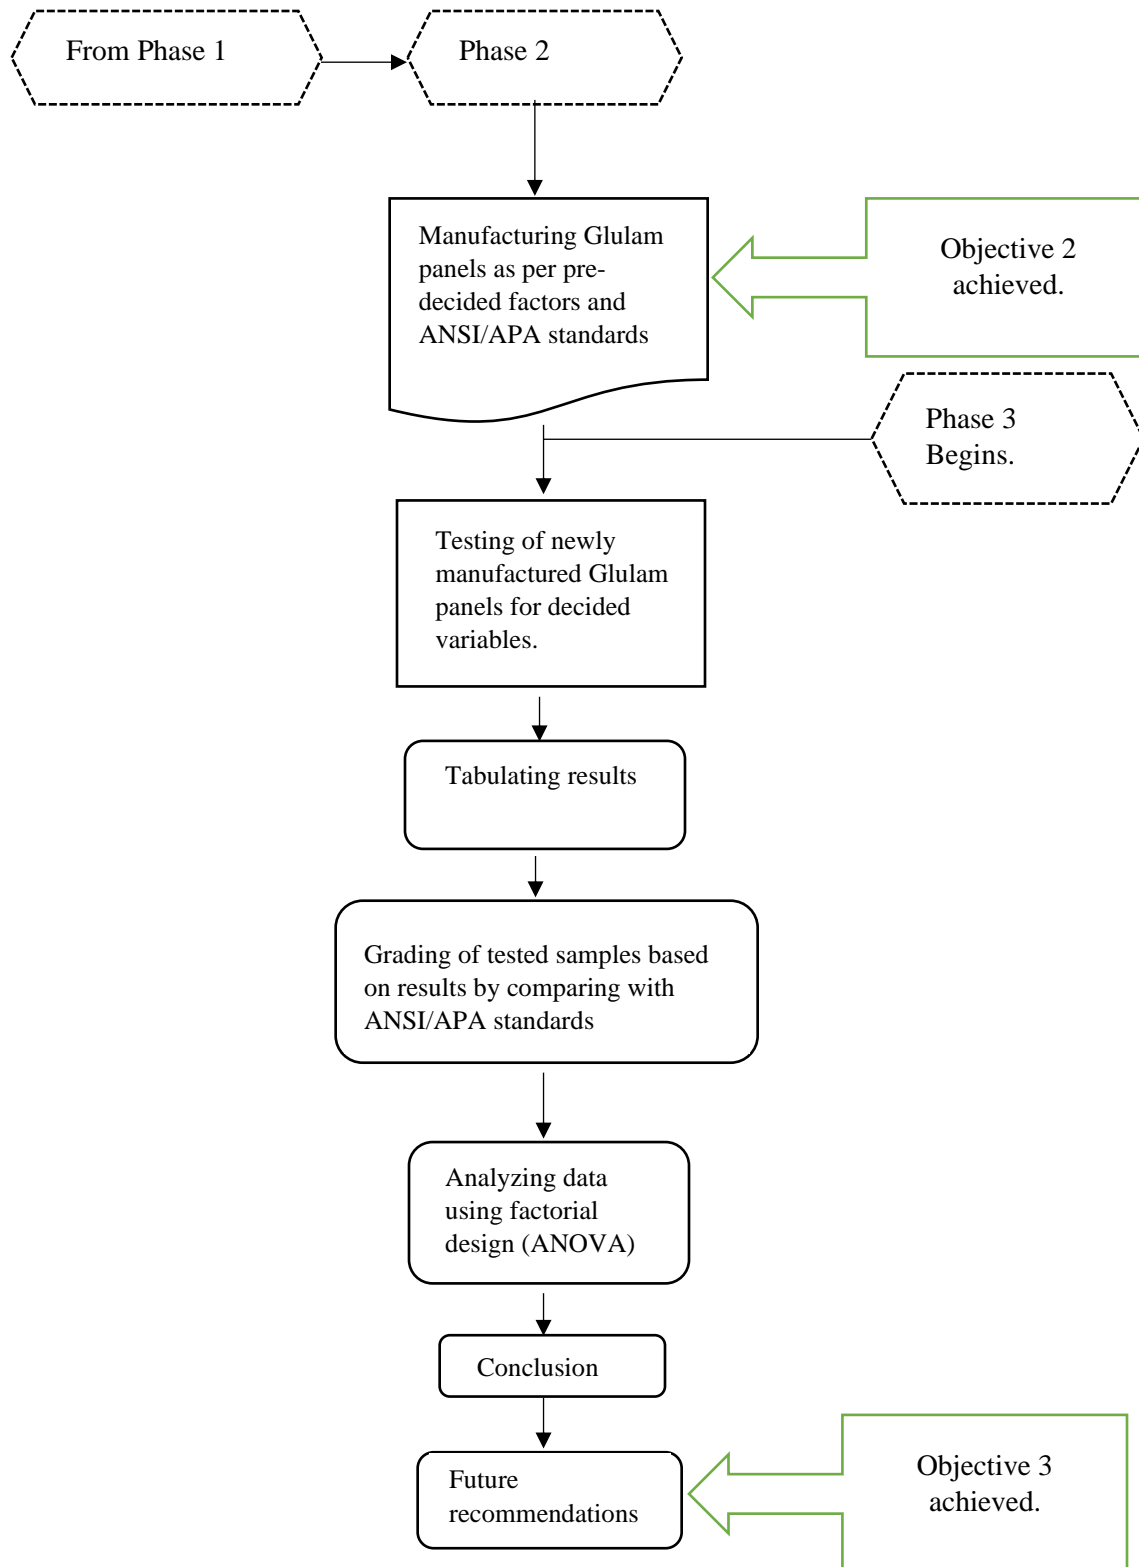 From Phase 1
Phase 2
Manufacturing Glulam
panels as per pre-
decided factors and
ANSI/APA standards
Objective 2
achieved.
Phase 3
Begins.
Testing of newly
manufactured Glulam
panels for decided
variables.
Tabulating results
Grading of tested samples based
on results by comparing with
ANSI/APA standards
Analyzing data
using factorial
design (ANOVA)
Conclusion
Future
recommendations
Objective 3
achieved.